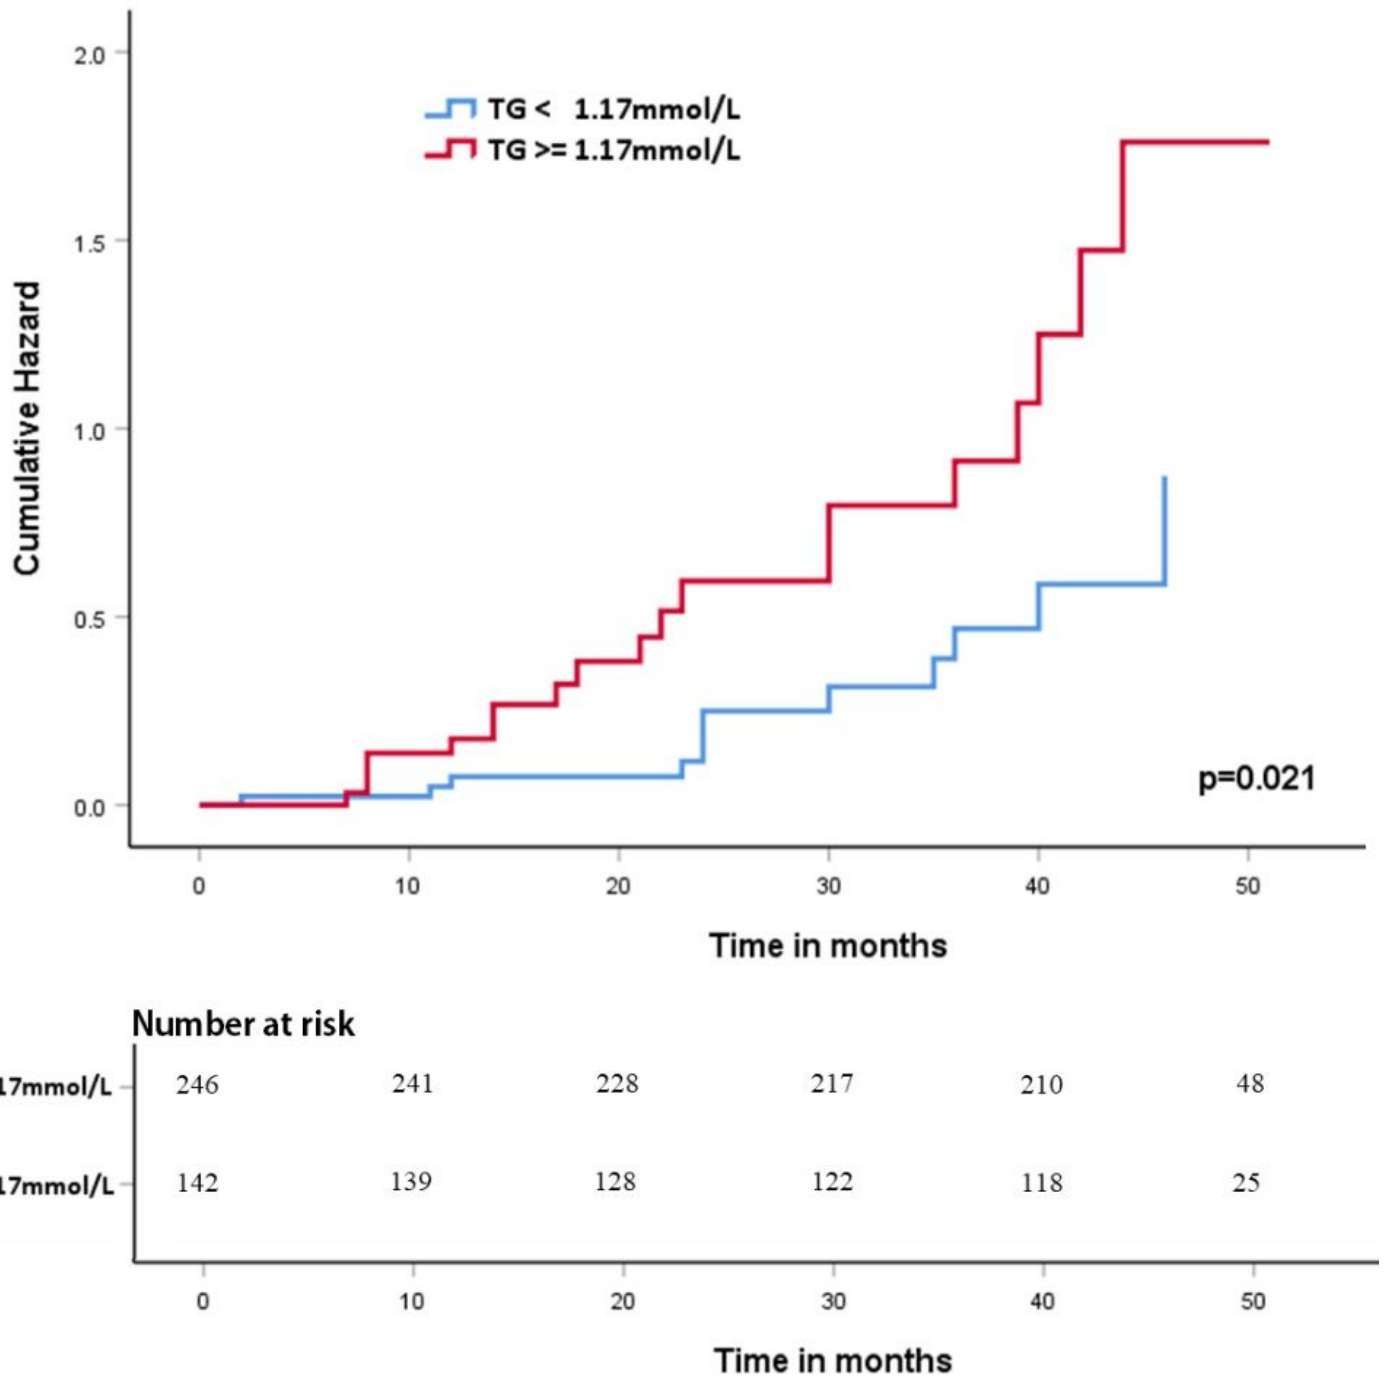 2.0
TG < 1.17mmol/L
TG >= 1.17mmol/L
1.5
1.0
0.5
0.0
Cumulative Hazard
p=0.021
0 10 20 30 40 50
Time in months
Number at risk
17mmol/L 246 241 228 217 210 48
17mmol/L 142 139 128 122 118 25
0 10 20 30 40 50
Time in months